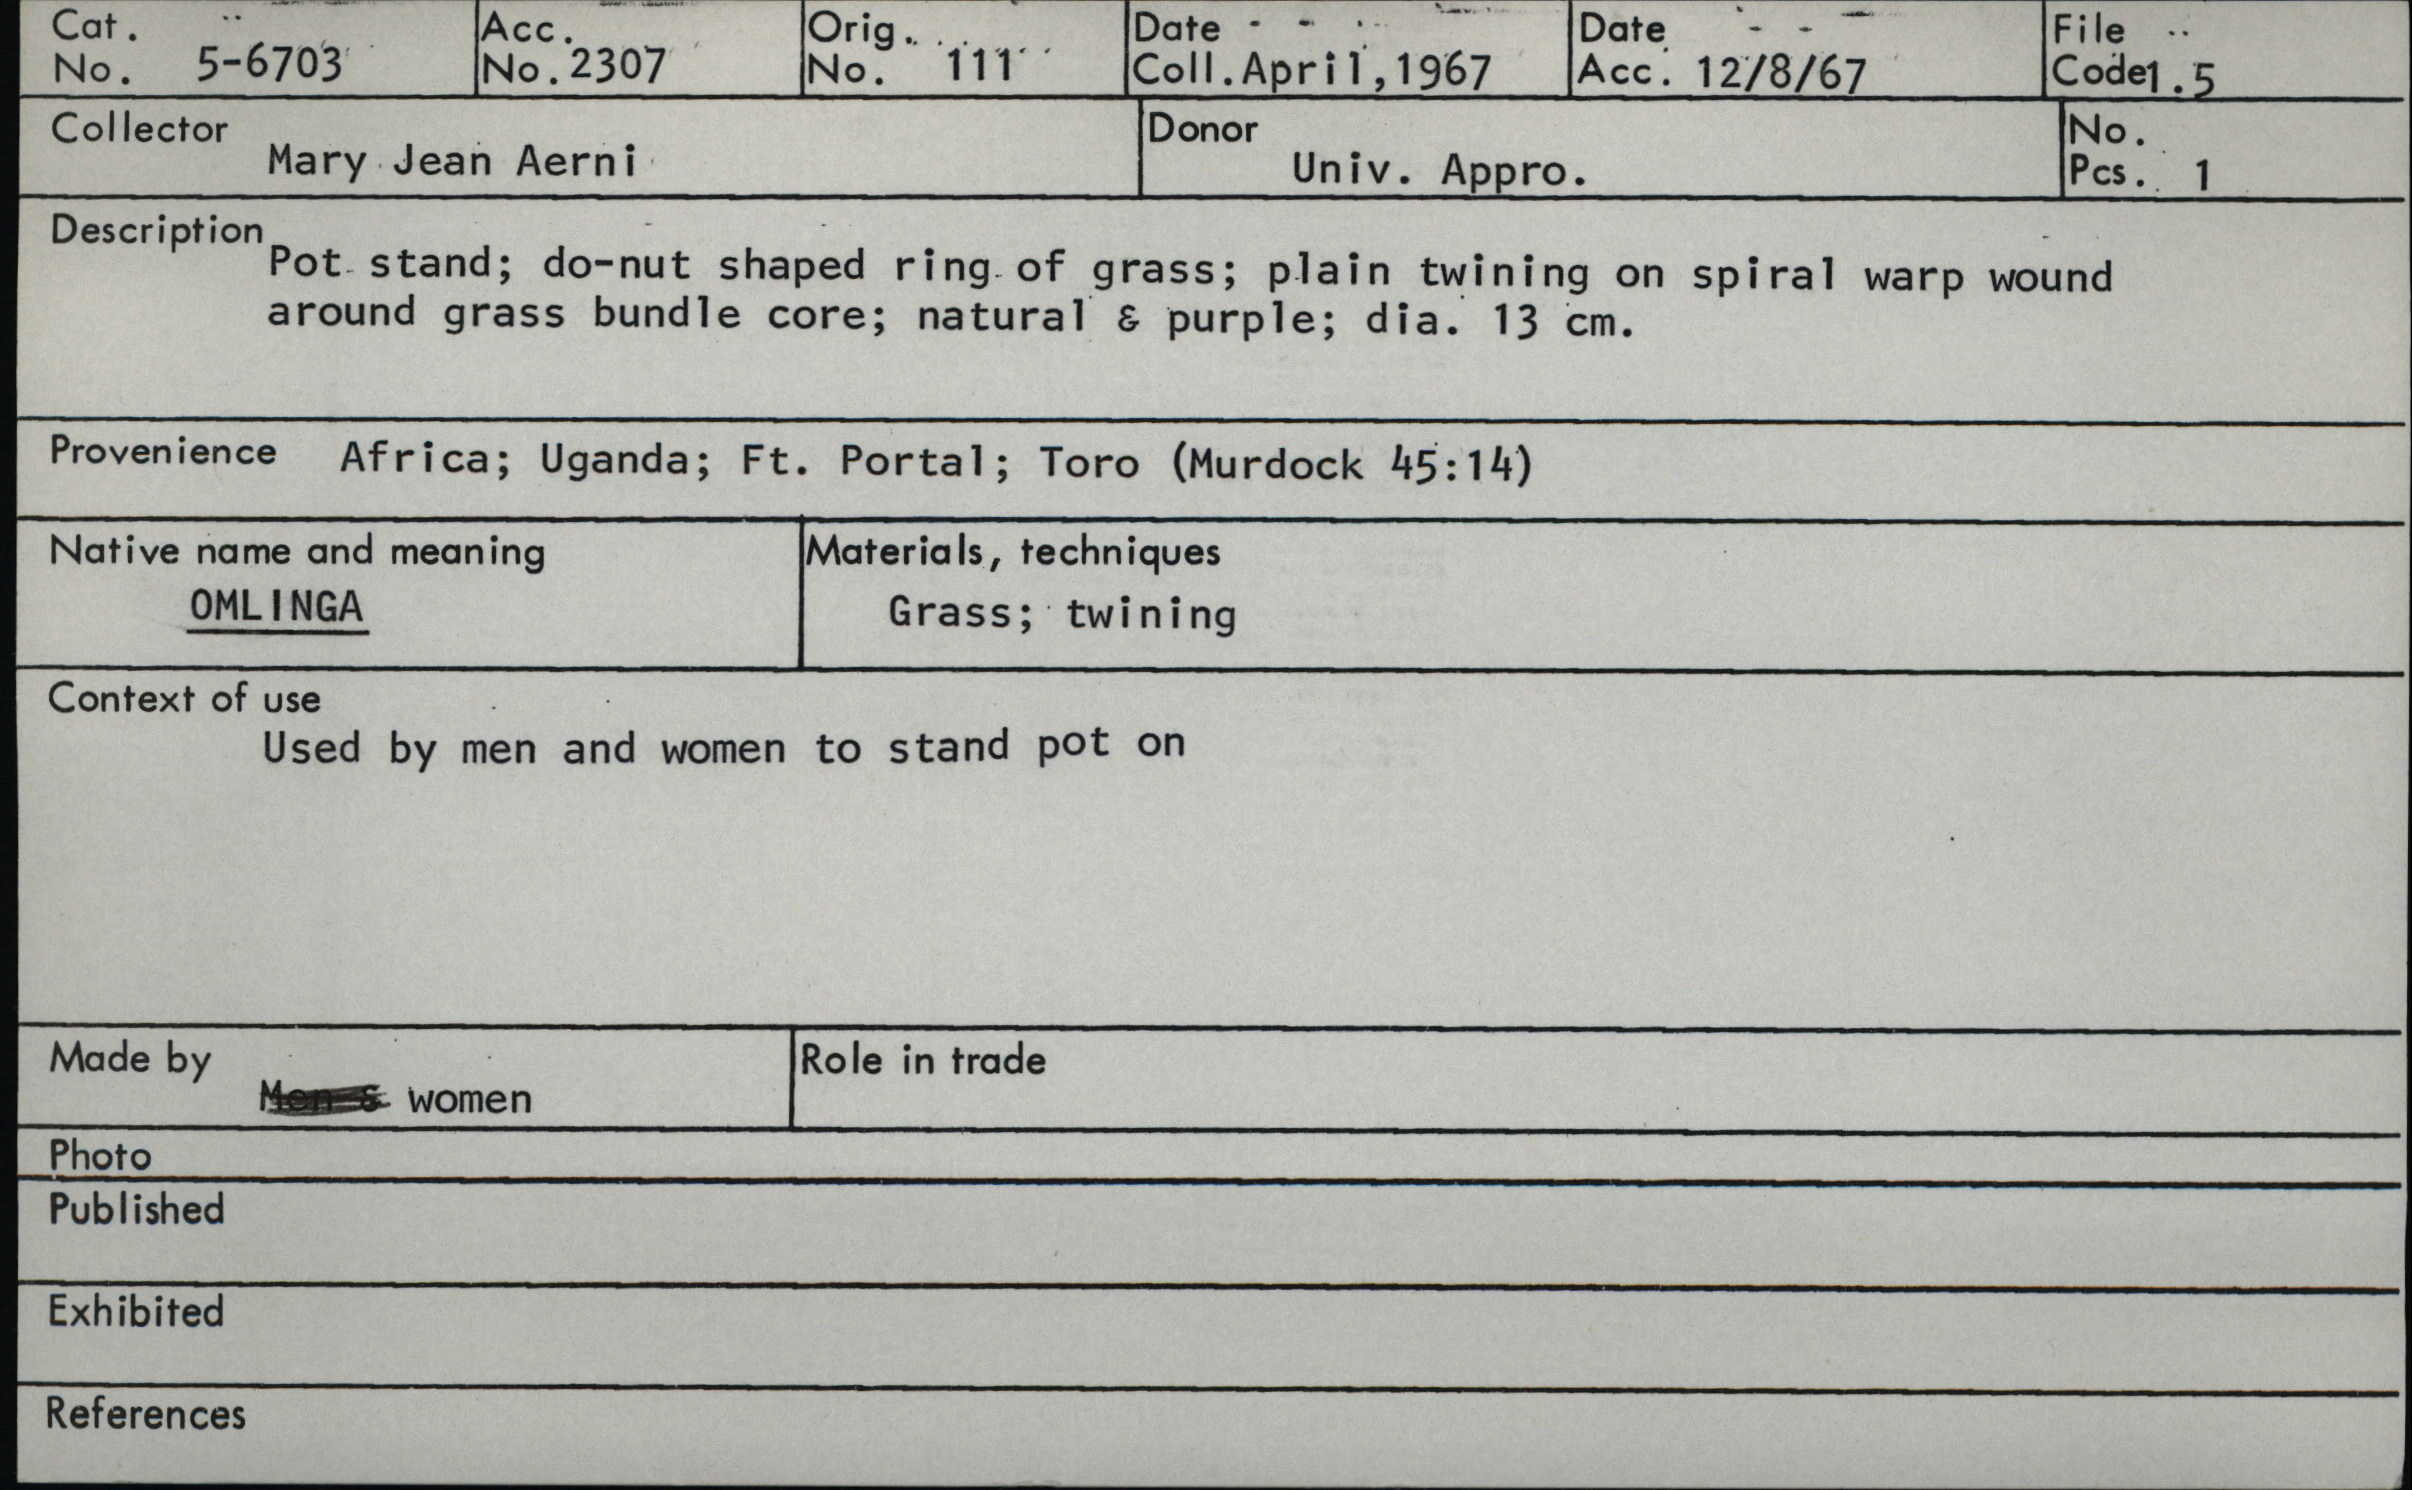 Cat. No. 5-6703
Acc. No. 2307
Orig. No. 111
Date Coll. April, 1967
Date Acc. 12/8/67
File Code 1.5
Collector Mary Jean Aerni
Donor Univ. Appro.
No. Pcs. 1
Description
Pot stand; do-nut shaped ring of grass; plain twining on spiral warp wound
around grass bundle core; natural & purple; dia. 13 cm.
Provenience Africa; Uganda; Ft. Portal; Toro (Murdock 45:14)
Native name and meaning
OMLINGA
Materials, techniques
Grass; twining
Context of use
Used by men and women to stand pot on
Made by
Men & women
Role in trade
Photo
Published
Exhibited
References